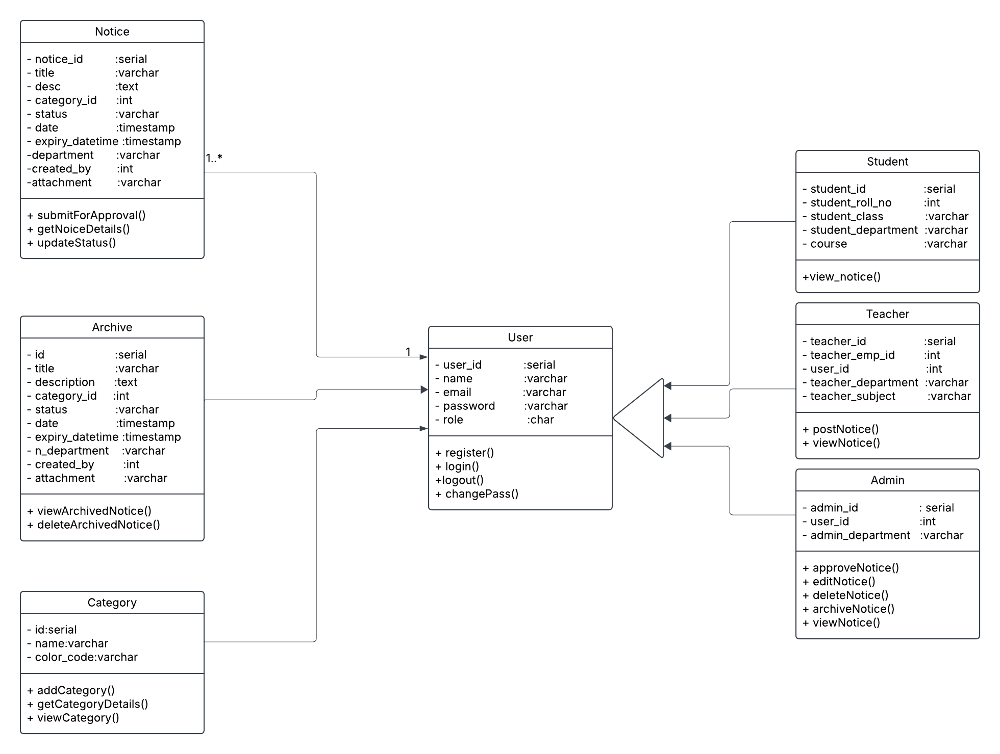 Notice
- notice_id :serial
- title :varchar
- desc :text
- category_id :int
- status :varchar
- date :timestamp
- expiry_datetime :timestamp
-department :varchar
-created_by :int
-attachment :varchar
+ submitForApproval()
+ getNoiceDetails()
+ updateStatus()
1..*
Archive
- id :serial
- title :varchar
- description :text
- category_id :int
- status :varchar
- date :timestamp
- expiry_datetime :timestamp
- n_department :varchar
- created_by :int
- attachment :varchar
+ viewArchivedNotice()
+ deleteArchivedNotice()
Category
- id:serial
- name:varchar
- color_code:varchar
+ addCategory()
+ getCategoryDetails()
+ viewCategory()
1
User
- user_id :serial
- name :varchar
- email :varchar
- password :varchar
- role :char
+ register()
+ login()
+logout()
+ changePass()
Student
- student_id :serial
- student_roll_no :int
- student_class :varchar
- student_department :varchar
- course :varchar
+view_notice()
Teacher
- teacher_id :serial
- teacher_emp_id :int
- user_id :int
- teacher_department :varchar
- teacher_subject :varchar
+ postNotice()
+ viewNotice()
Admin
- admin_id : serial
- user_id :int
- admin_department :varchar
+ approveNotice()
+ editNotice()
+ deleteNotice()
+ archiveNotice()
+ viewNotice()